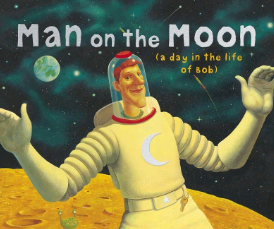 Man on the Moon
(a day in the life
of Bob)